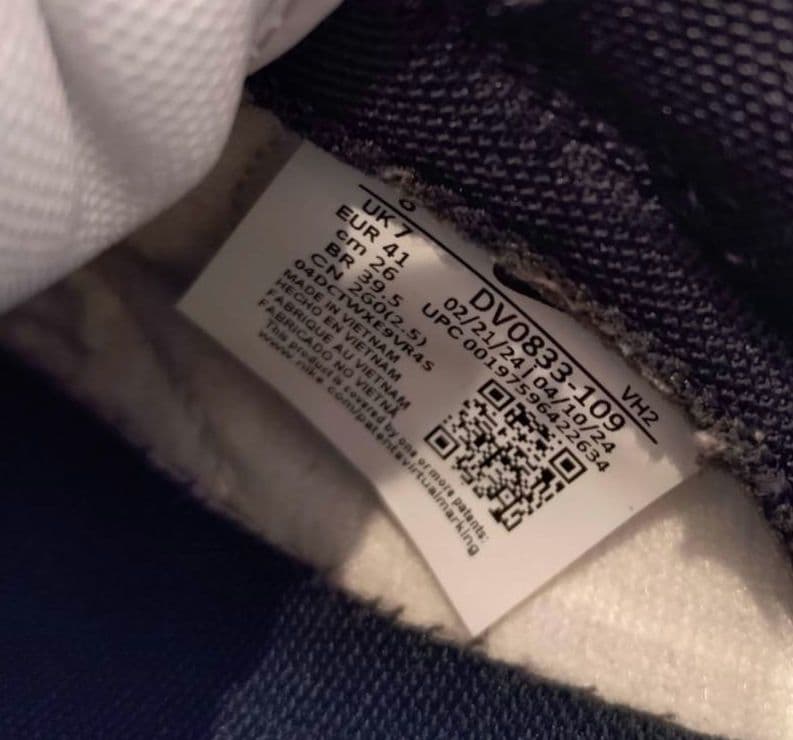 UK 7
EUR 41
cm 26
BR 39.5
CN 260(2.5)
MADE IN VIETNAM
HECHO EN VIETNAM
FABRIQUÉ AU VIETNAM
FABRICADO NO VIETNÃ
This product is covered by one or more patents:
www.nike.com/patentsvirtualmarking
DV0833-109
VH2
02/21/24|04/10/24
UPC 00197596422634